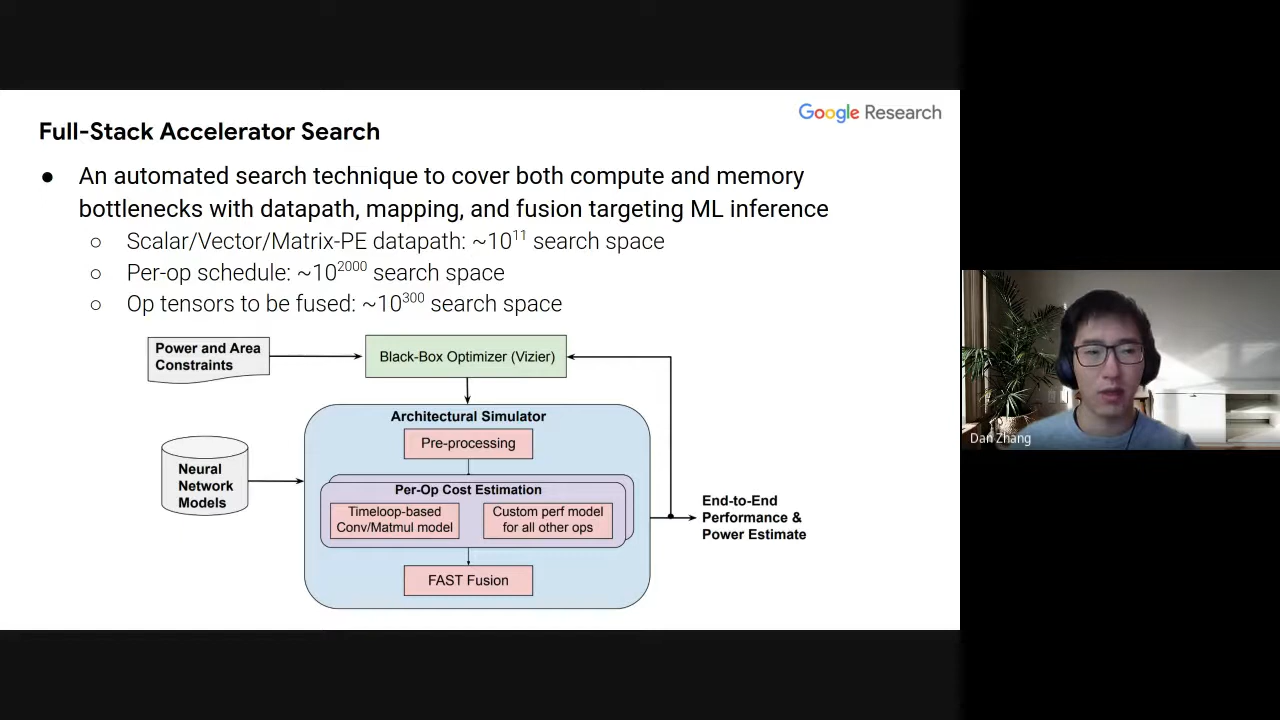 Google Research
Full-Stack Accelerator Search
● An automated search technique to cover both compute and memory
bottlenecks with datapath, mapping, and fusion targeting ML inference
○ Scalar/Vector/Matrix-PE datapath: ~10¹¹ search space
○ Per-op schedule: ~10²⁰⁰⁰ search space
○ Op tensors to be fused: ~10³⁰⁰ search space
Power and Area
Constraints
Black-Box Optimizer (Vizier)
Architectural Simulator
Pre-processing
Neural
Network
Models
Per-Op Cost Estimation
Timeloop-based
Conv/Matmul model
Custom perf model
for all other ops
FAST Fusion
End-to-End
Performance &
Power Estimate
Dan Zhang